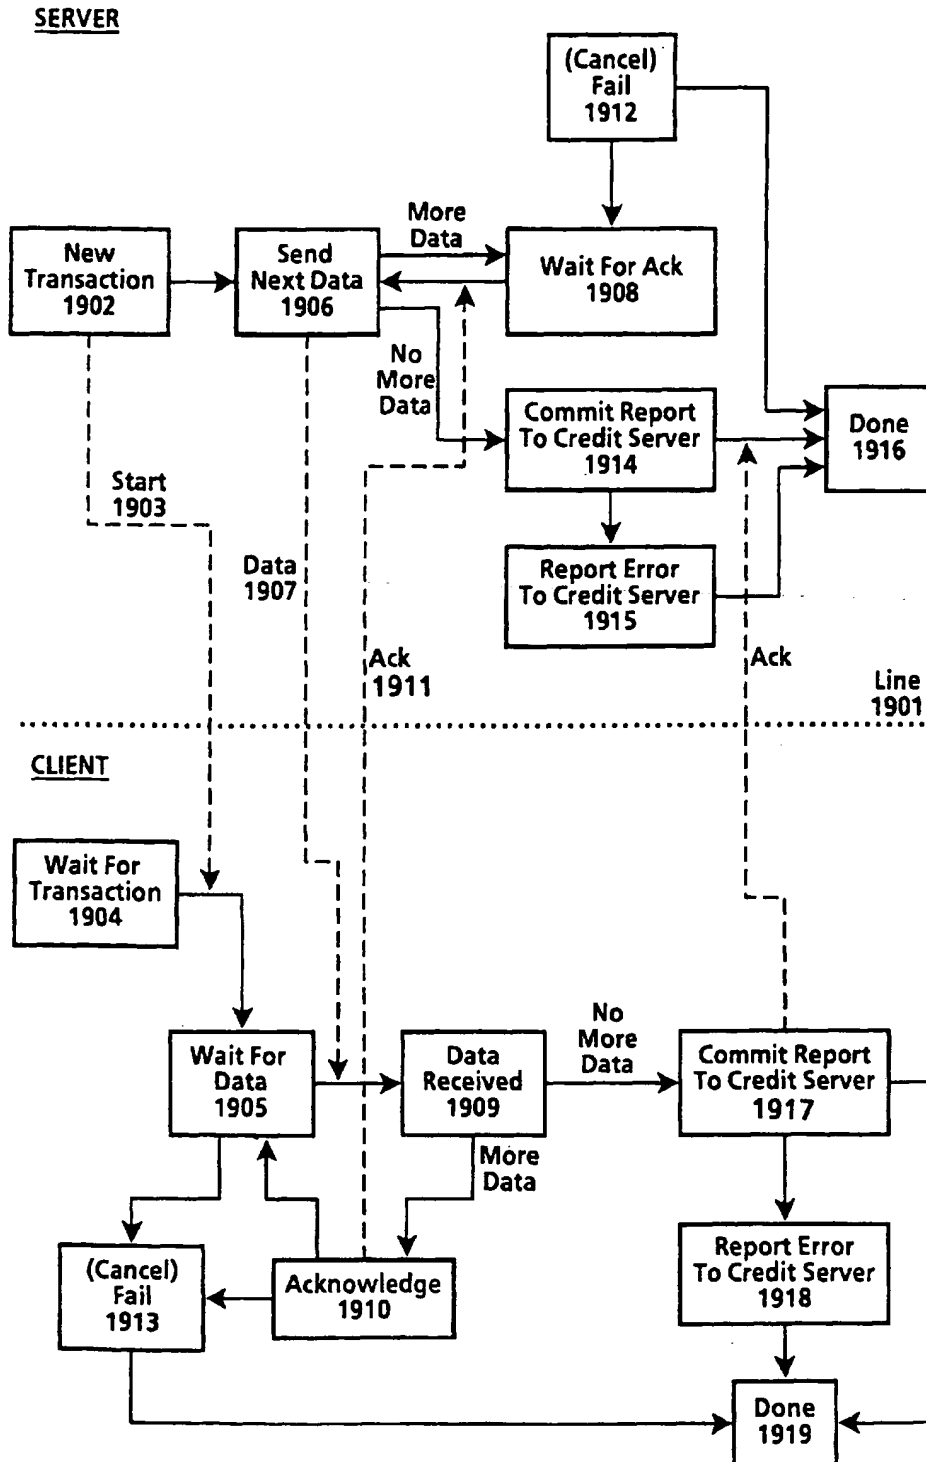 SERVER
(Cancel)
Fail
1912
New
Transaction
1902
Send
Next Data
1906
More
Data
Wait For Ack
1908
No
More
Data
Commit Report
To Credit Server
1914
Done
1916
Start
1903
Data
1907
Report Error
To Credit Server
1915
Ack
1911
Ack
Line
1901
CLIENT
Wait For
Transaction
1904
Wait For
Data
1905
Data
Received
1909
No
More
Data
Commit Report
To Credit Server
1917
More
Data
(Cancel)
Fail
1913
Acknowledge
1910
Report Error
To Credit Server
1918
Done
1919